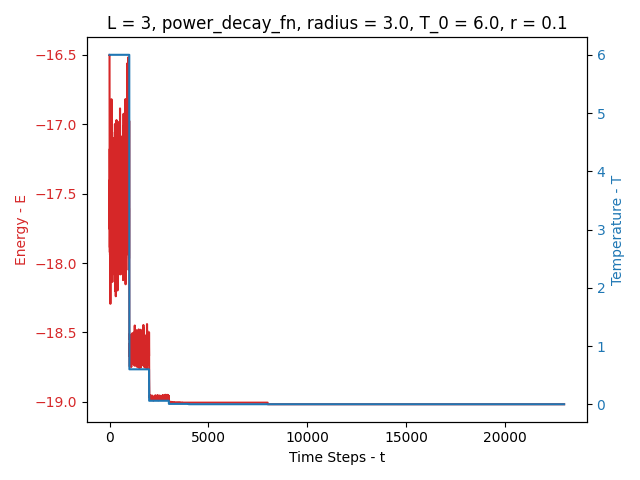 L = 3, power_decay_fn, radius = 3.0, T_0 = 6.0, r = 0.1
−16.5
−17.0
−17.5
−18.0
−18.5
−19.0
Energy - E
6
5
4
3
2
1
0
Temperature - T
0 5000 10000 15000 20000
Time Steps - t